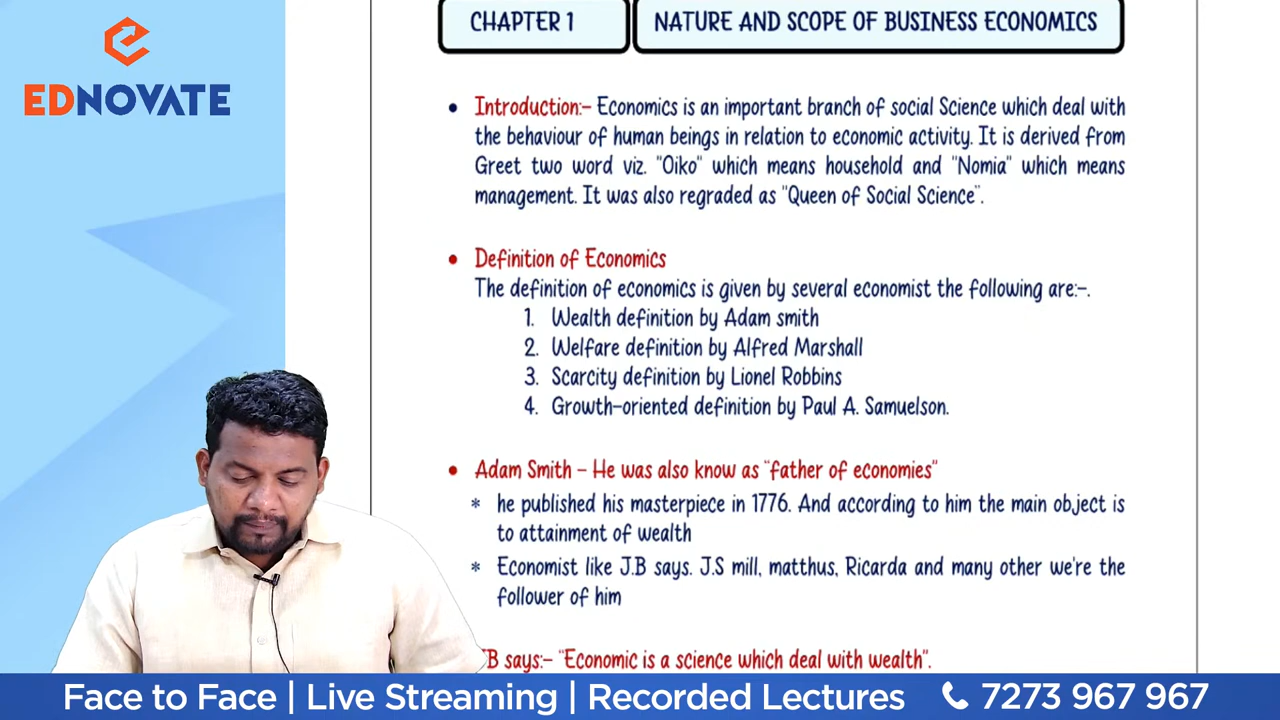 EDNOVATE
CHAPTER 1
NATURE AND SCOPE OF BUSINESS ECONOMICS
• Introduction:- Economics is an important branch of social Science which deal with
the behaviour of human beings in relation to economic activity. It is derived from
Greet two word viz. "Oiko" which means household and "Nomia" which means
management. It was also regraded as "Queen of Social Science".
• Definition of Economics
The definition of economics is given by several economist the following are:-.
1. Wealth definition by Adam smith
2. Welfare definition by Alfred Marshall
3. Scarcity definition by Lionel Robbins
4. Growth-oriented definition by Paul A. Samuelson.
• Adam Smith - He was also know as "father of economies"
* he published his masterpiece in 1776. And according to him the main object is
to attainment of wealth
* Economist like J.B says. J.S mill, matthus, Ricarda and many other we're the
follower of him
JB says:- "Economic is a science which deal with wealth".
Face to Face | Live Streaming | Recorded Lectures 7273 967 967